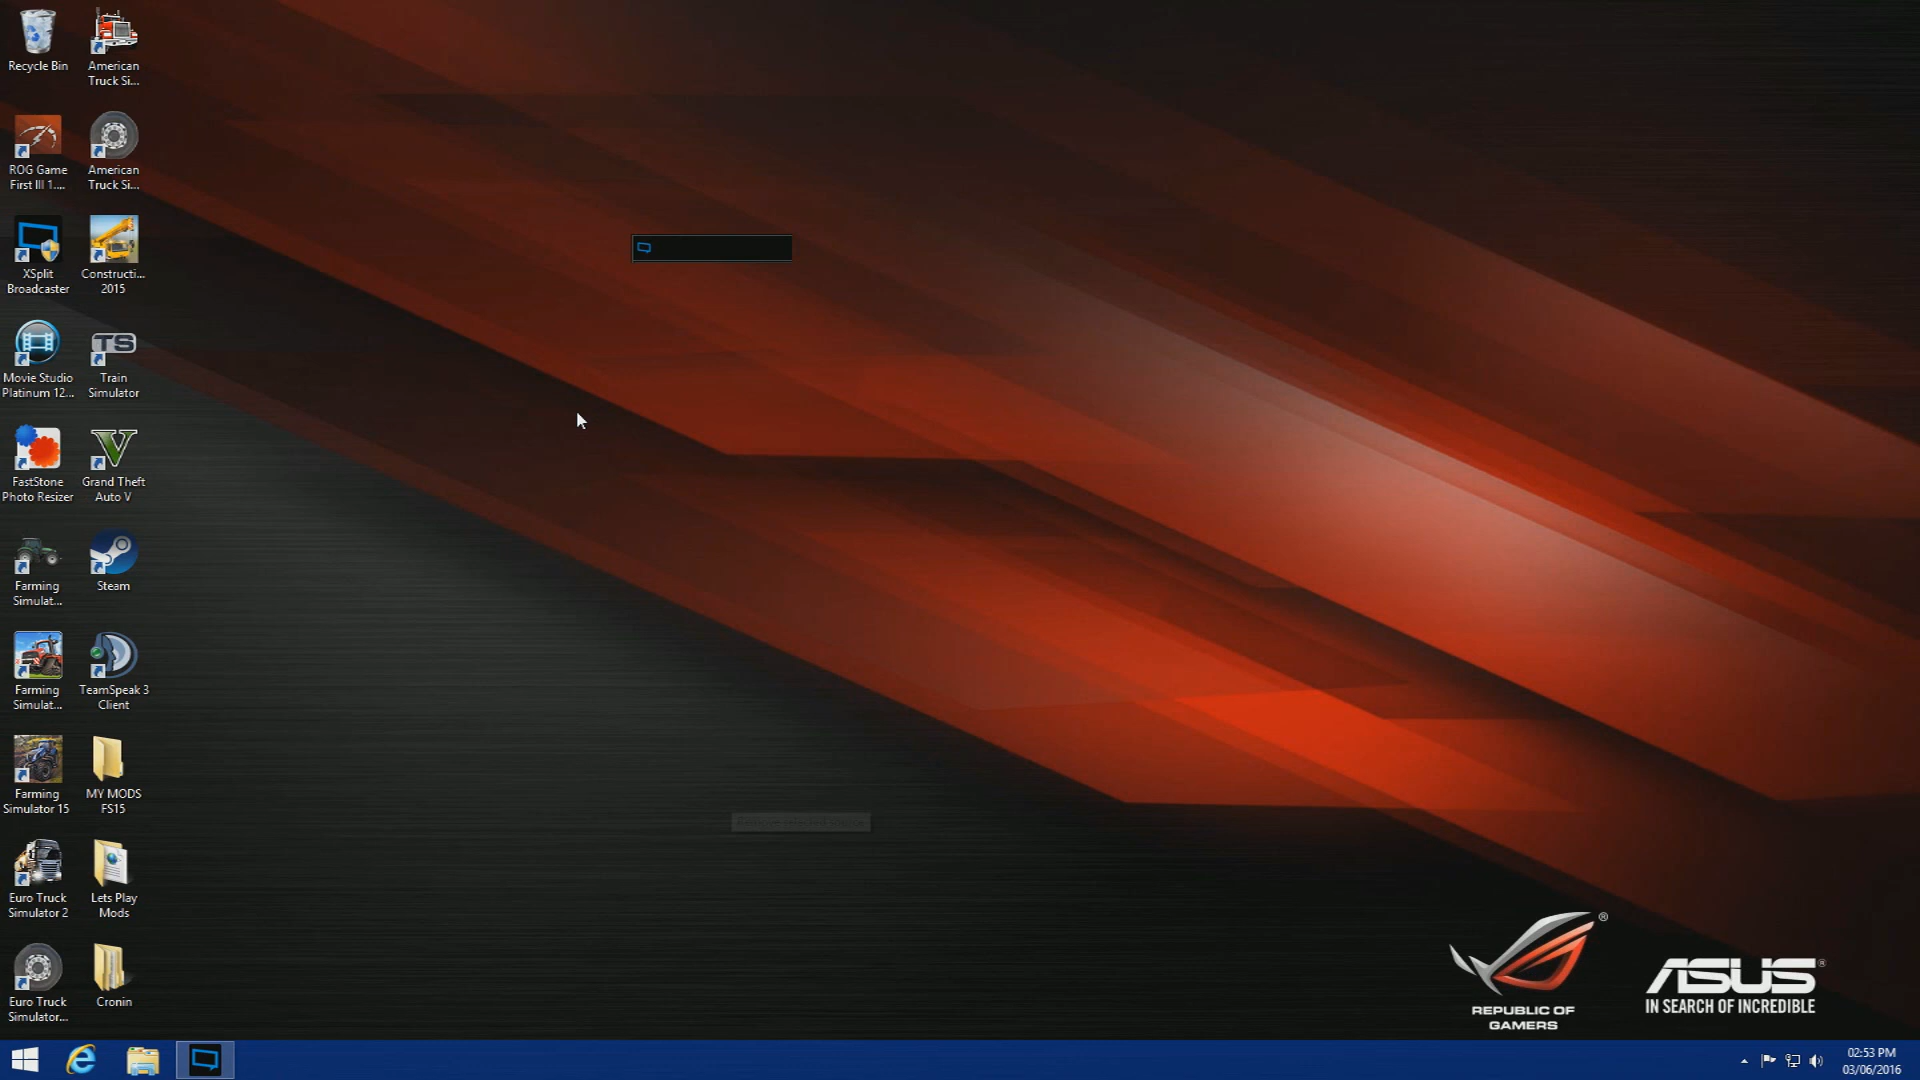 Recycle Bin
American
Truck Si...
ROG Game
First III 1....
American
Truck Si...
XSplit
Broadcaster
Constructi...
2015
Movie Studio
Platinum 12...
TS
Train
Simulator
FastStone
Photo Resizer
V
Grand Theft
Auto V
Farming
Simulat...
Steam
Farming
Simulat...
TeamSpeak 3
Client
Farming
Simulator 15
MY MODS
FS15
Euro Truck
Simulator 2
Lets Play
Mods
Euro Truck
Simulator...
Cronin
®
REPUBLIC OF
GAMERS
ASUS®
IN SEARCH OF INCREDIBLE
02:53 PM
03/06/2016